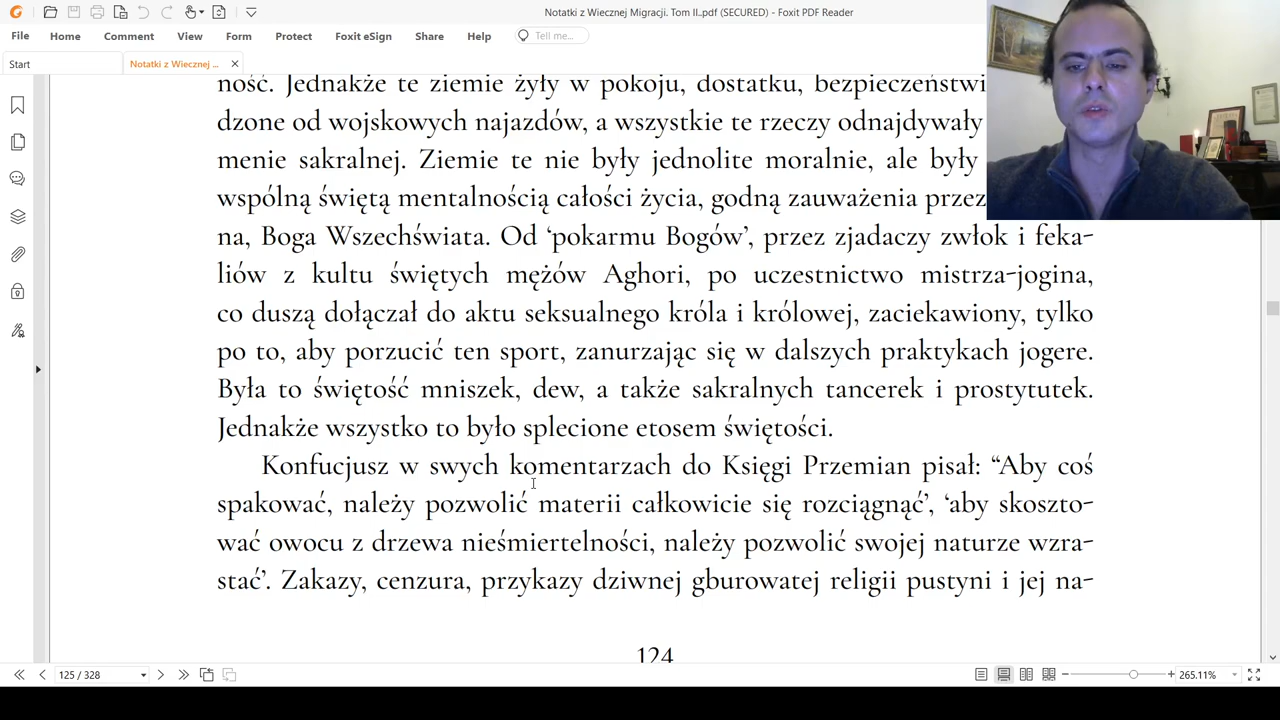 Notatki z Wiecznej Migracji. Tom II.pdf (SECURED) - Foxit PDF Reader
File Home Comment View Form Protect Foxit eSign Share Help Tell me...
Start Notatki z Wiecznej ...
ność. Jednakże te ziemie żyły w pokoju, dostatku, bezpieczeństwi
dzone od wojskowych najazdów, a wszystkie te rzeczy odnajdywały
menie sakralnej. Ziemie te nie były jednolite moralnie, ale były
wspólną świętą mentalnością całości życia, godną zauważenia przez
na, Boga Wszechświata. Od ‘pokarmu Bogów’, przez zjadaczy zwłok i feka-
liów z kultu świętych mężów Aghori, po uczestnictwo mistrza-jogina,
co duszą dołączał do aktu seksualnego króla i królowej, zaciekawiony, tylko
po to, aby porzucić ten sport, zanurzając się w dalszych praktykach jogere.
Była to świętość mniszek, dew, a także sakralnych tancerek i prostytutek.
Jednakże wszystko to było splecione etosem świętości.
Konfucjusz w swych komentarzach do Księgi Przemian pisał: “Aby coś
spakować, należy pozwolić materii całkowicie się rozciągnąć’, ‘aby skoszto-
wać owocu z drzewa nieśmiertelności, należy pozwolić swojej naturze wzra-
stać’. Zakazy, cenzura, przykazy dziwnej gburowatej religii pustyni i jej na-
124
125 / 328
265.11%